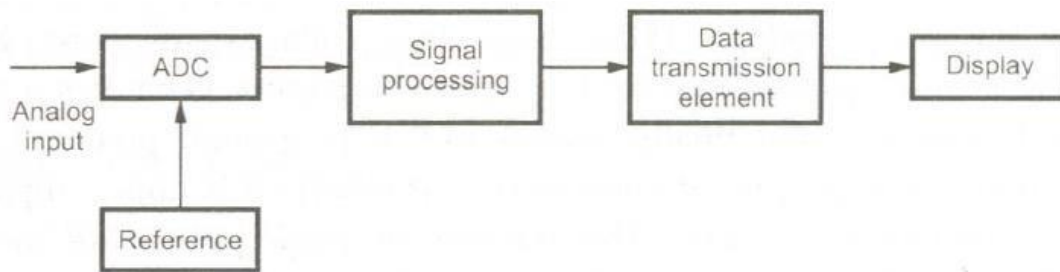 ADC
Analog
input
Signal
processing
Data
transmission
element
Display
Reference